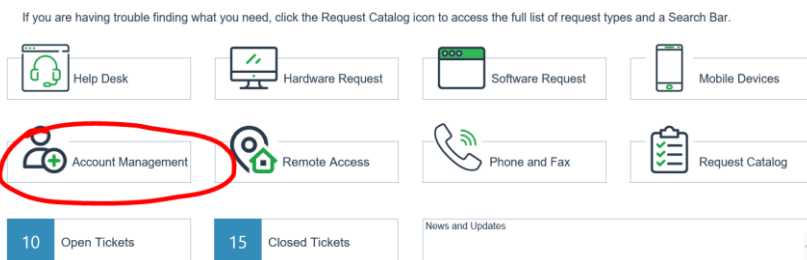 If you are having trouble finding what you need, click the Request Catalog icon to access the full list of request types and a Search Bar.
Help Desk
Hardware Request
Software Request
Mobile Devices
Account Management
Remote Access
Phone and Fax
Request Catalog
10 Open Tickets
15 Closed Tickets
News and Updates